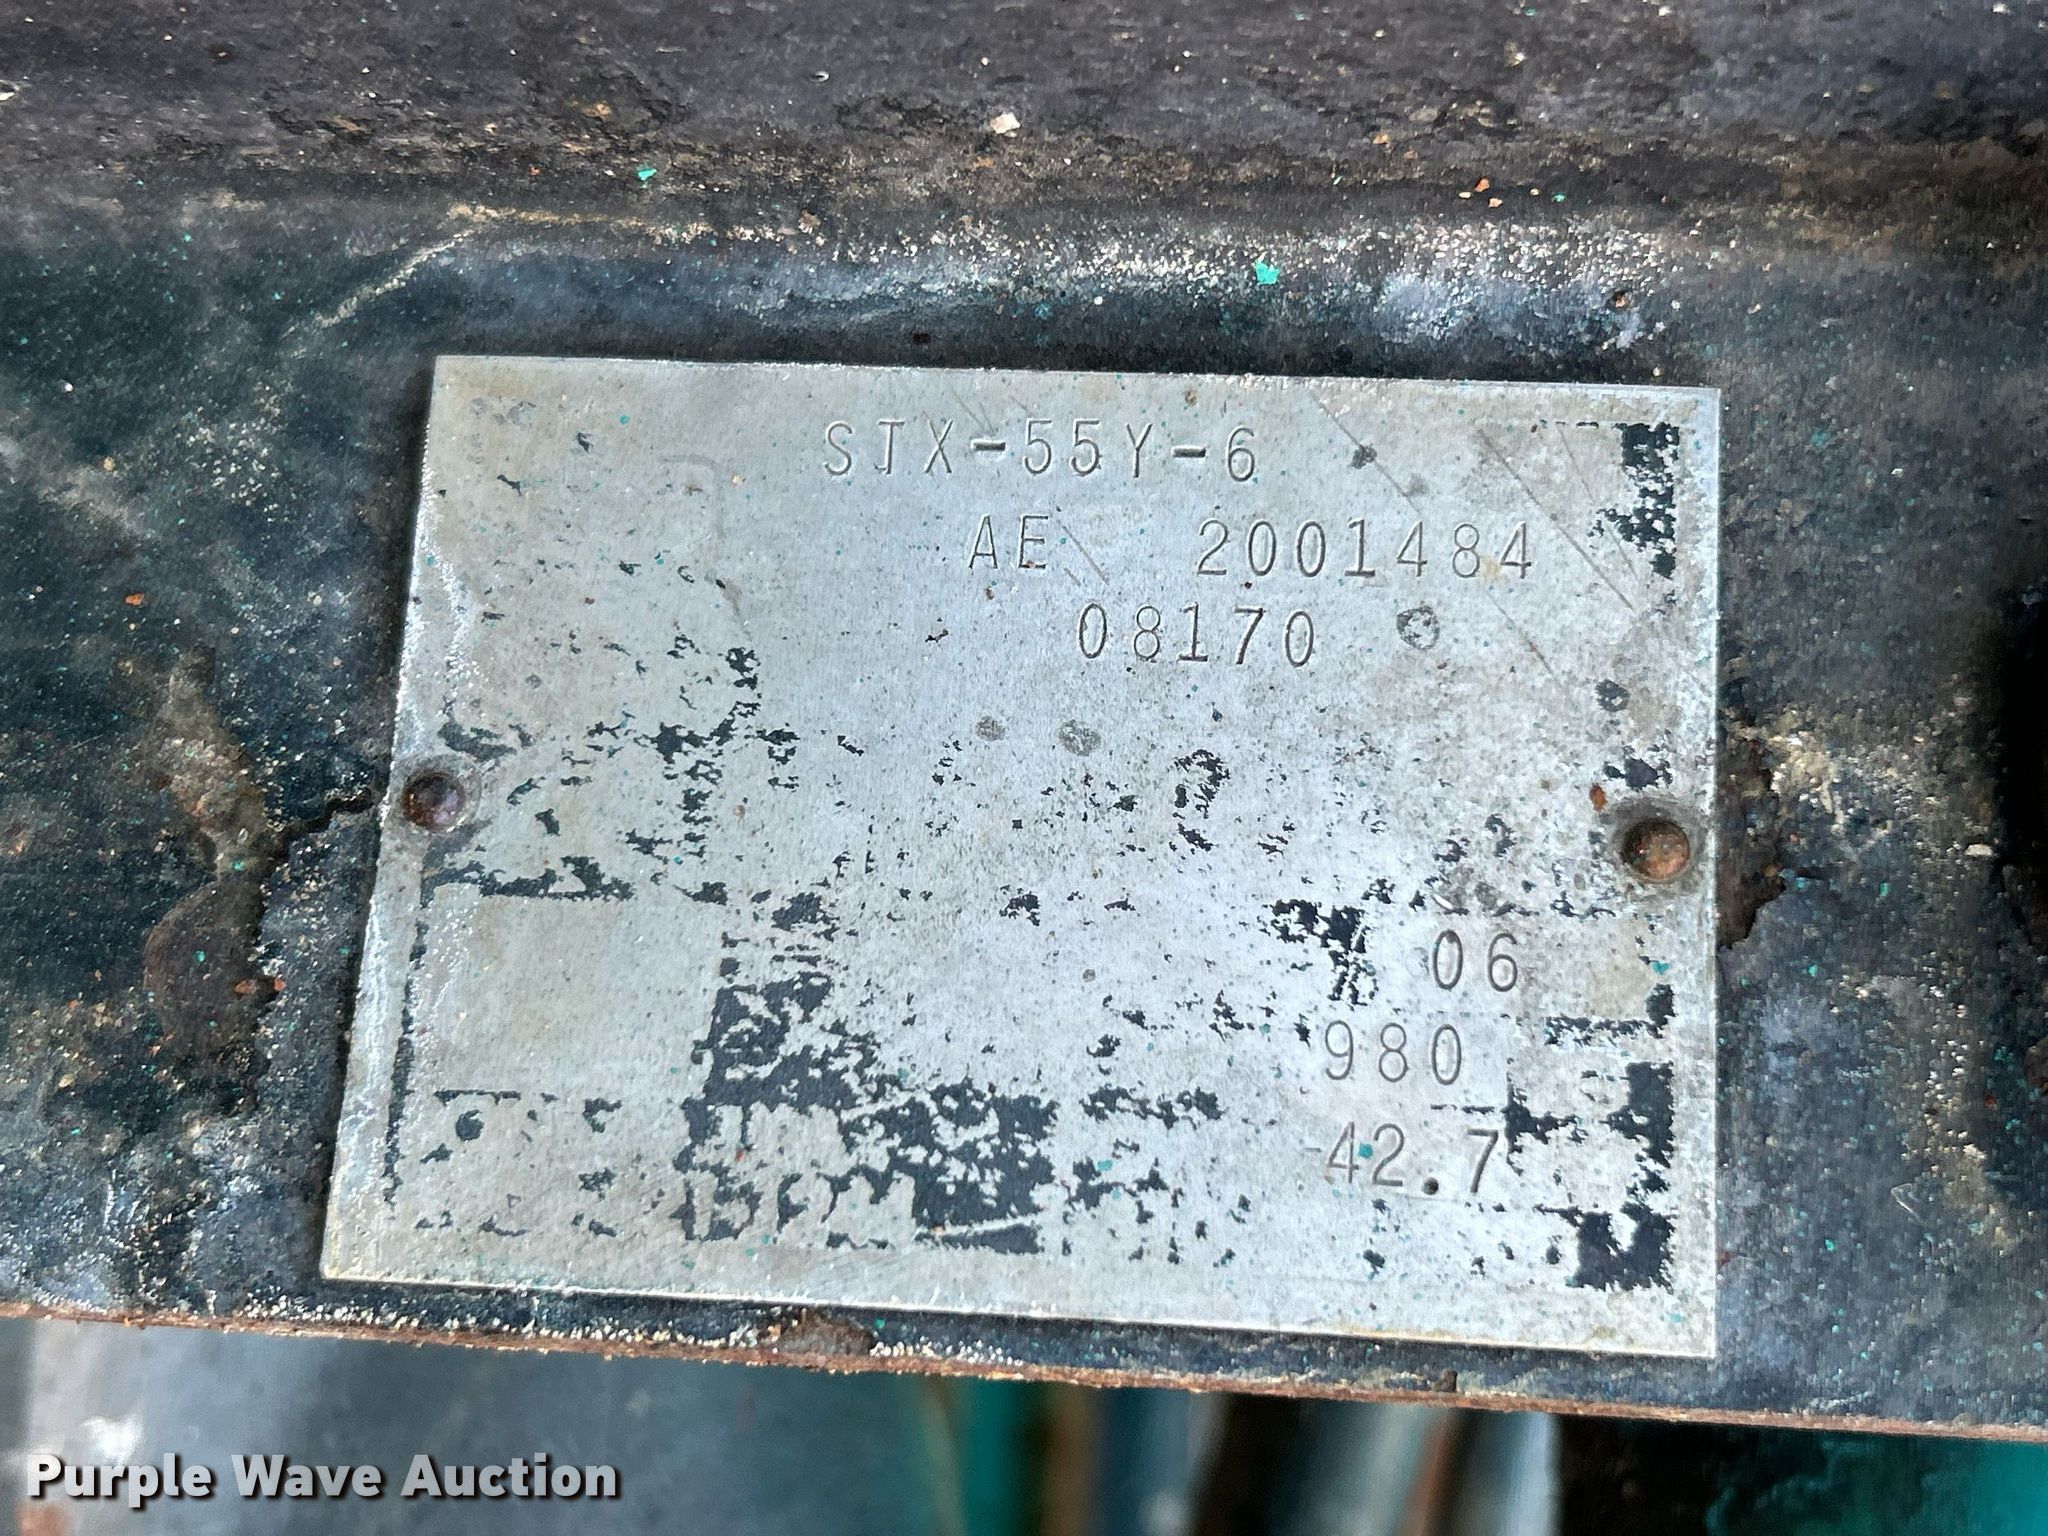 STX-55Y-6
AE 2001484
08170
06
980
42.7
Purple Wave Auction